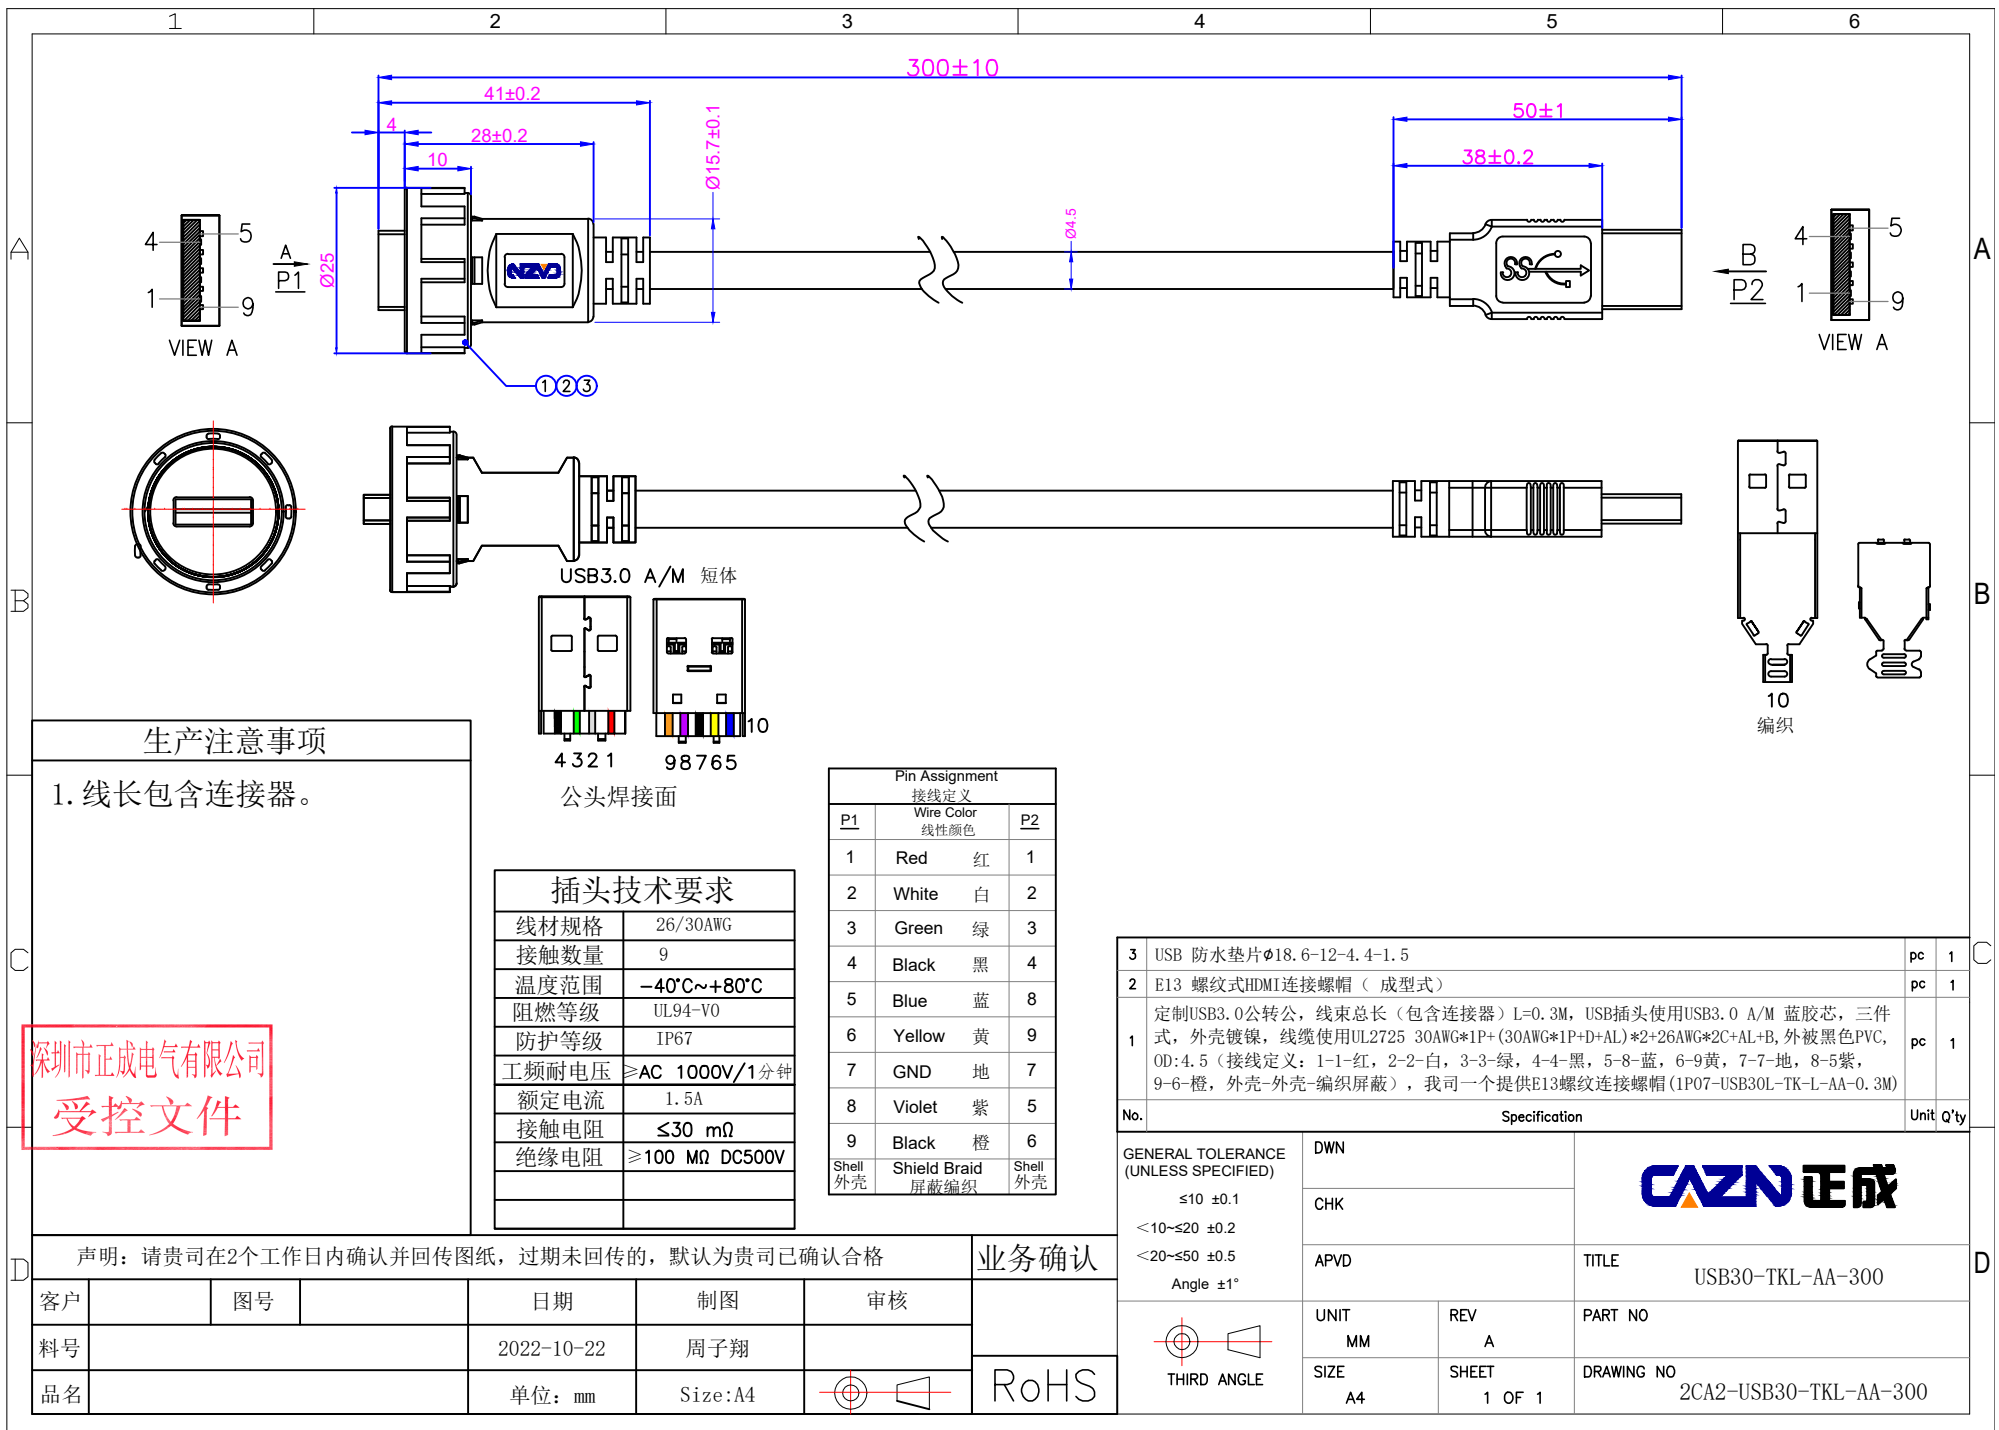 1 2 3 4 5 6
A
B
C
D
A
B
C
D
300±10
41±0.2
4
28±0.2
10
Ø15.7±0.1
Ø25
Ø4.5
50±1
38±0.2
4 5
1 9
VIEW A
A
P1
CAZN
SS
B
P2
4 5
1 9
VIEW A
①②③
USB3.0 A/M 短体
4321
98765
10
公头焊接面
10
编织
生产注意事项
1.线长包含连接器。
深圳市正成电气有限公司
受控文件
插头技术要求
线材规格 26/30AWG
接触数量 9
温度范围 -40℃~+80℃
阻燃等级 UL94-V0
防护等级 IP67
工频耐电压 ≥AC 1000V/1分钟
额定电流 1.5A
接触电阻 ≤30 mΩ
绝缘电阻 ≥100 MΩ DC500V
Pin Assignment
接线定义
P1 Wire Color P2
线性颜色
1 Red 红 1
2 White 白 2
3 Green 绿 3
4 Black 黑 4
5 Blue 蓝 8
6 Yellow 黄 9
7 GND 地 7
8 Violet 紫 5
9 Black 橙 6
Shell Shield Braid Shell
外壳 屏蔽编织 外壳
3 USB 防水垫片φ18.6-12-4.4-1.5 pc 1
2 E13 螺纹式HDMI连接螺帽（ 成型式） pc 1
定制USB3.0公转公，线束总长（包含连接器）L=0.3M，USB插头使用USB3.0 A/M 蓝胶芯，三件
式，外壳镀镍，线缆使用UL2725 30AWG*1P+(30AWG*1P+D+AL)*2+26AWG*2C+AL+B,外被黑色PVC,
1 OD:4.5（接线定义：1-1-红，2-2-白，3-3-绿，4-4-黑，5-8-蓝，6-9黄，7-7-地，8-5紫， pc 1
9-6-橙，外壳-外壳-编织屏蔽），我司一个提供E13螺纹连接螺帽(1P07-USB30L-TK-L-AA-0.3M)
No. Specification Unit Q'ty
GENERAL TOLERANCE
(UNLESS SPECIFIED)
≤10 ±0.1
＜10~≤20 ±0.2
＜20~≤50 ±0.5
Angle ±1°
THIRD ANGLE
DWN
CHK
APVD
UNIT
MM
REV
A
SIZE
A4
SHEET
1 OF 1
CAZN 正成
TITLE
USB30-TKL-AA-300
PART NO
DRAWING NO
2CA2-USB30-TKL-AA-300
声明：请贵司在2个工作日内确认并回传图纸，过期未回传的，默认为贵司已确认合格
业务确认
客户 图号 日期 制图 审核
料号 2022-10-22 周子翔
品名 单位：mm Size:A4
RoHS